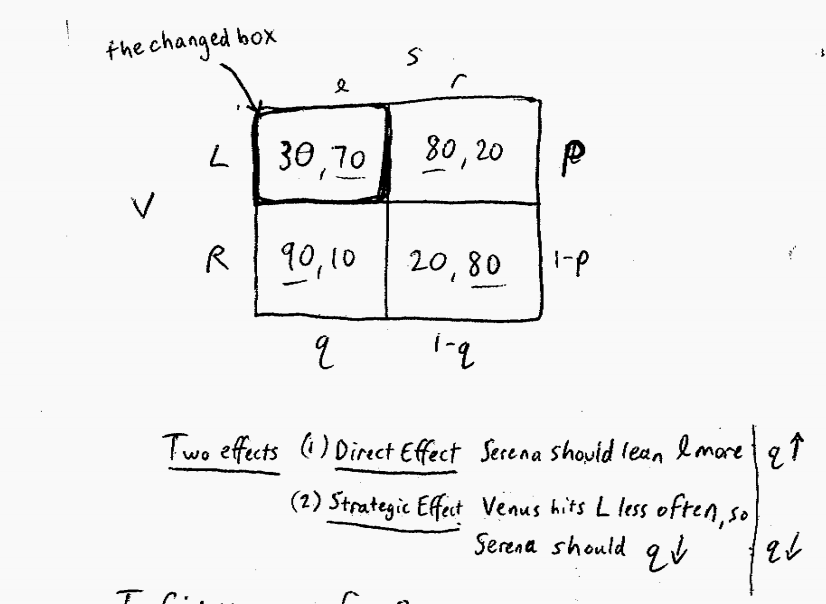 the changed box
S
l r
L 30,70 80,20 p
V
R 90,10 20,80 1-p
q 1-q
Two effects (1) Direct Effect Serena should lean l more q ↑
(2) Strategic Effect Venus hits L less often, so
Serena should q↓ q↓